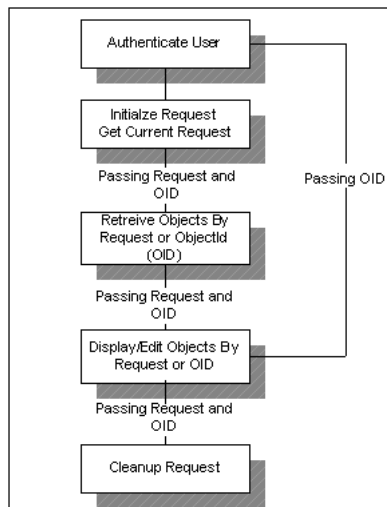 Authenticate User
Initialze Request
Get Current Request
Passing Request and
OID
Passing OID
Retreive Objects By
Request or ObjectId
(OID)
Passing Request and
OID
Display/Edit Objects By
Request or OID
Passing Request and
OID
Cleanup Request